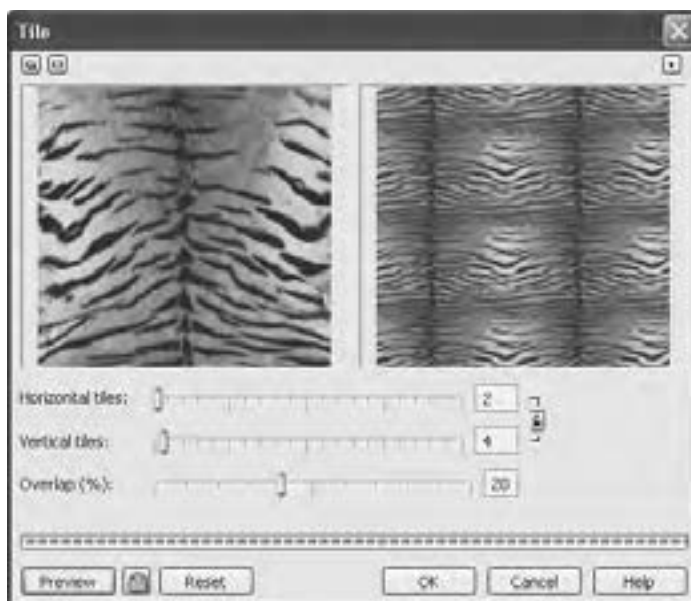 Tile
Horizontal tiles: 2
Vertical tiles: 4
Overlap (%): 20
Preview Reset OK Cancel Help